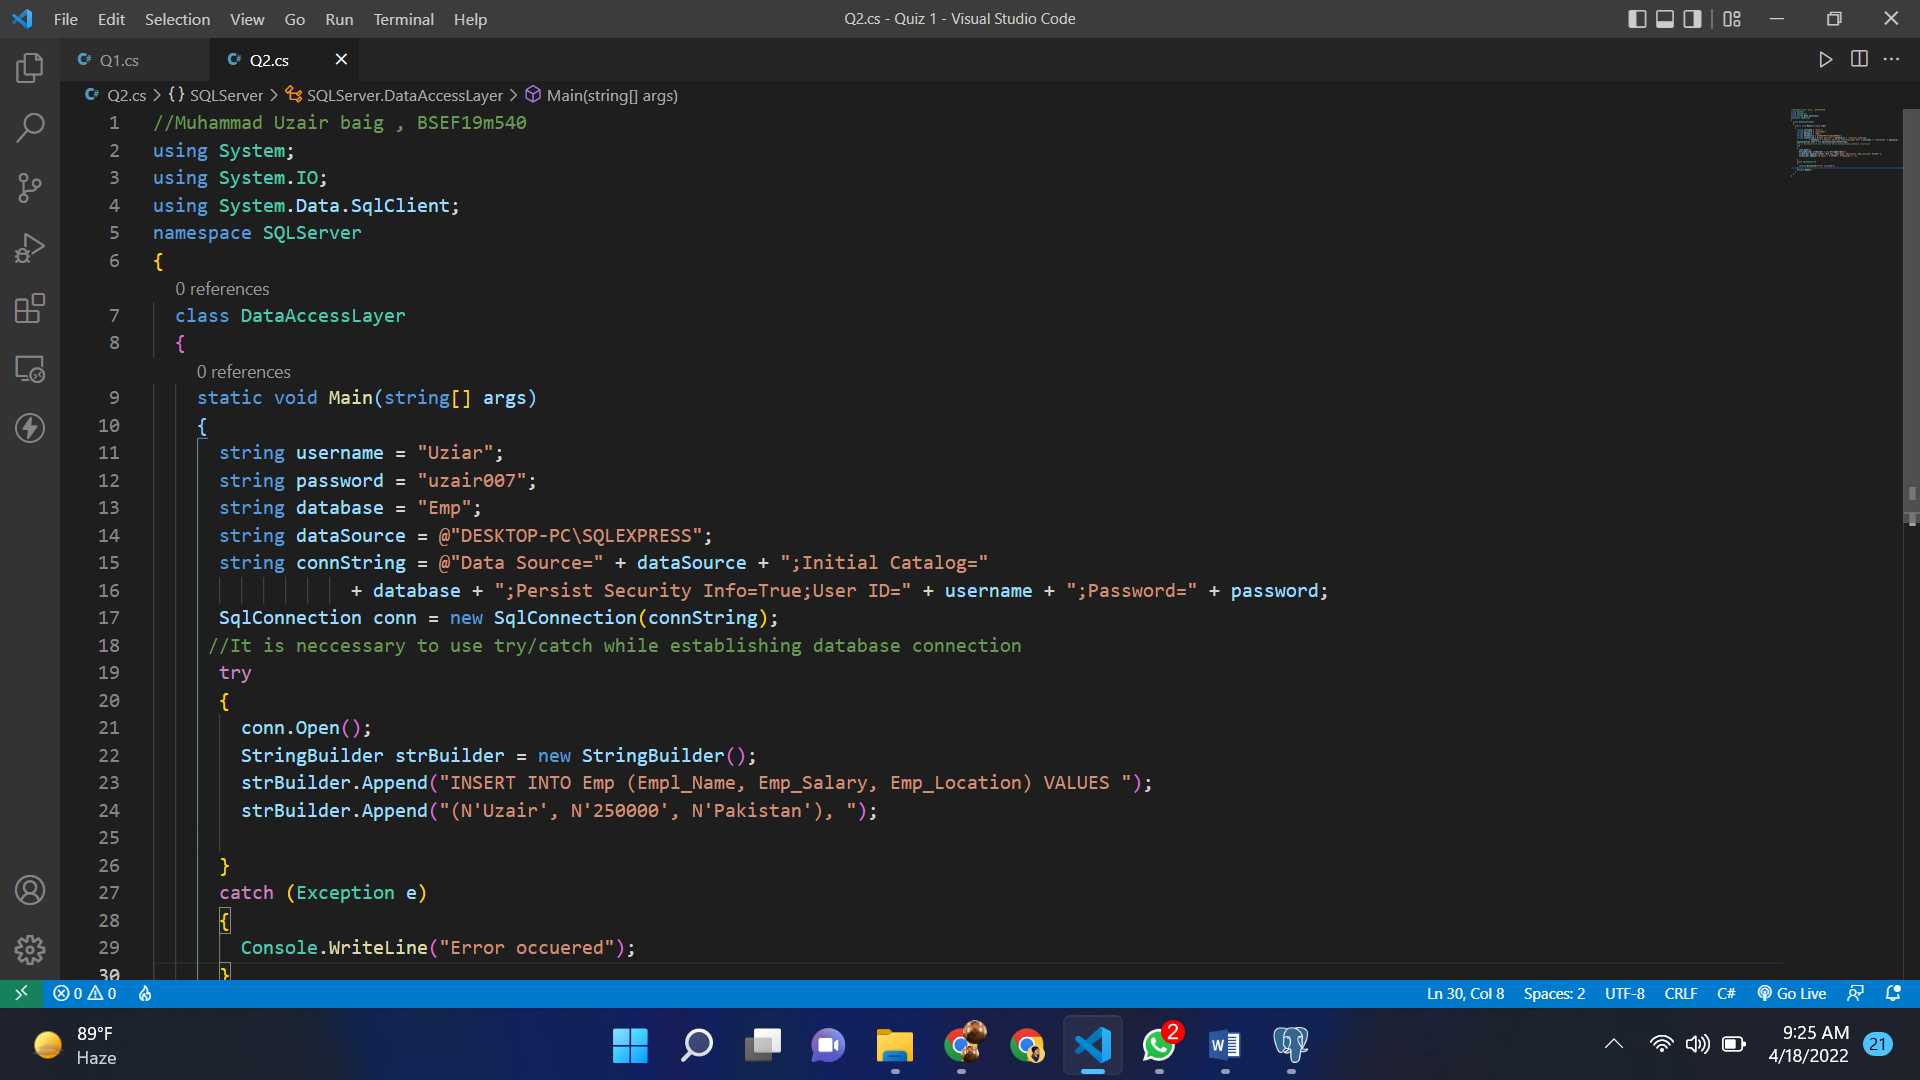 File Edit Selection View Go Run Terminal Help Q2.cs - Quiz 1 - Visual Studio Code
C# Q1.cs C# Q2.cs
C# Q2.cs > {} SQLServer > SQLServer.DataAccessLayer > Main(string[] args)
1 //Muhammad Uzair baig , BSEF19m540
2 using System;
3 using System.IO;
4 using System.Data.SqlClient;
5 namespace SQLServer
6 {
0 references
7 class DataAccessLayer
8 {
0 references
9 static void Main(string[] args)
10 {
11 string username = "Uziar";
12 string password = "uzair007";
13 string database = "Emp";
14 string dataSource = @"DESKTOP-PC\SQLEXPRESS";
15 string connString = @"Data Source=" + dataSource + ";Initial Catalog="
16 + database + ";Persist Security Info=True;User ID=" + username + ";Password=" + password;
17 SqlConnection conn = new SqlConnection(connString);
18 //It is neccessary to use try/catch while establishing database connection
19 try
20 {
21 conn.Open();
22 StringBuilder strBuilder = new StringBuilder();
23 strBuilder.Append("INSERT INTO Emp (Empl_Name, Emp_Salary, Emp_Location) VALUES ");
24 strBuilder.Append("(N'Uzair', N'250000', N'Pakistan'), ");
25
26 }
27 catch (Exception e)
28 {
29 Console.WriteLine("Error occuered");
30 }
0 0 Ln 30, Col 8 Spaces: 2 UTF-8 CRLF C# Go Live
89°F
Haze
2
W
9:25 AM
4/18/2022
21